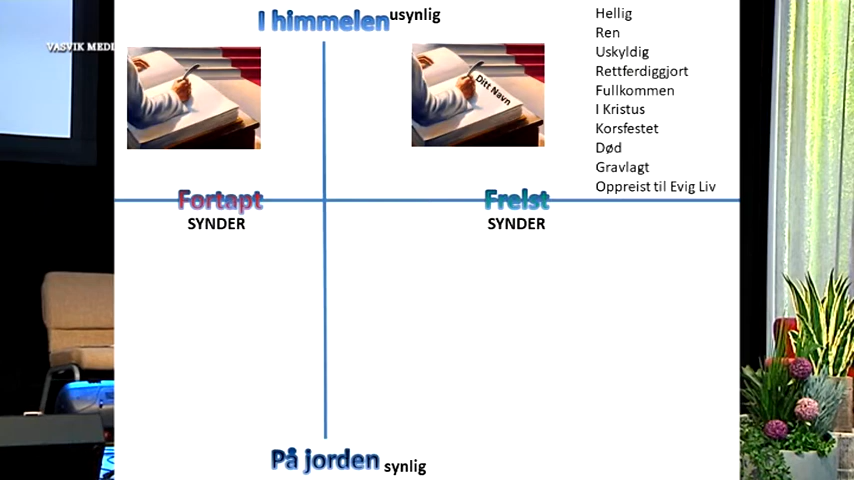 I himmelen usynlig
VASVIK MEDI
Ditt Navn
Hellig
Ren
Uskyldig
Rettferdiggjort
Fullkommen
I Kristus
Korsfestet
Død
Gravlagt
Oppreist til Evig Liv
Fortapt
SYNDER
Frelst
SYNDER
På jorden synlig